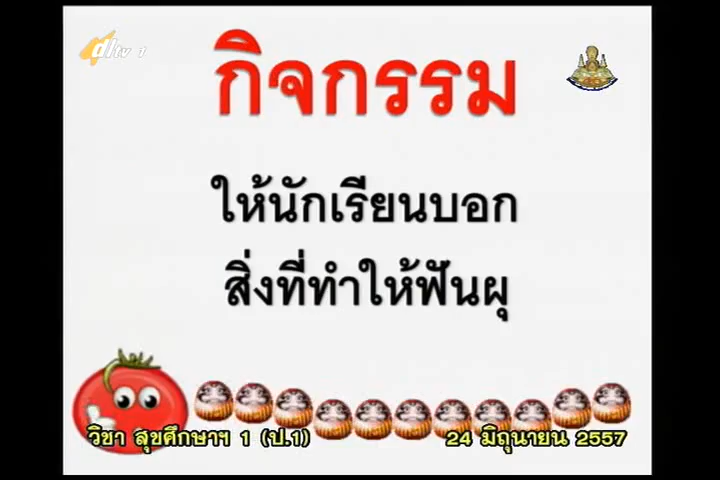 dltv 1
กิจกรรม
ให้นักเรียนบอก
สิ่งที่ทำให้ฟันผุ
วิชา สุขศึกษาฯ 1 (ป.1)
24 มิถุนายน 2557